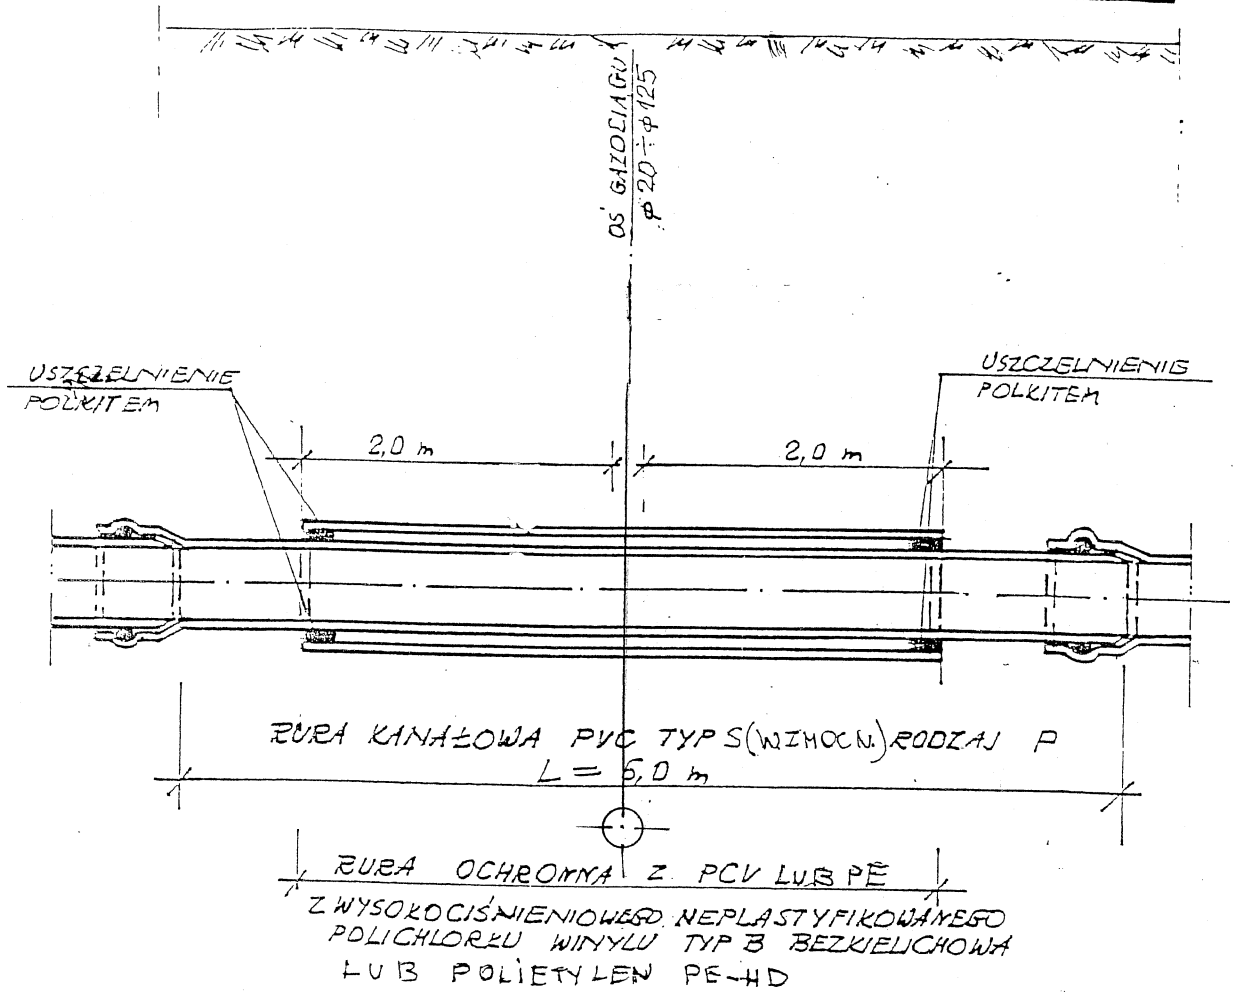 OŚ GAZOCIĄGU
φ 20 ÷ φ 125
USZCZELNIENIE
POLKITEM
USZCZELNIENIE
POLKITEM
2,0 m
2,0 m
RURA KANAŁOWA PVC TYP S (WZMOCN.) RODZAJ P
L = 6,0 m
RURA OCHRONNA Z PCV LUB PE
Z WYSOKOCIŚNIENIOWEGO NEPLASTYFIKOWANEGO
POLICHLORKU WINYLU TYP B BEZKIELICHOWA
LUB POLIETYLEN PE-HD